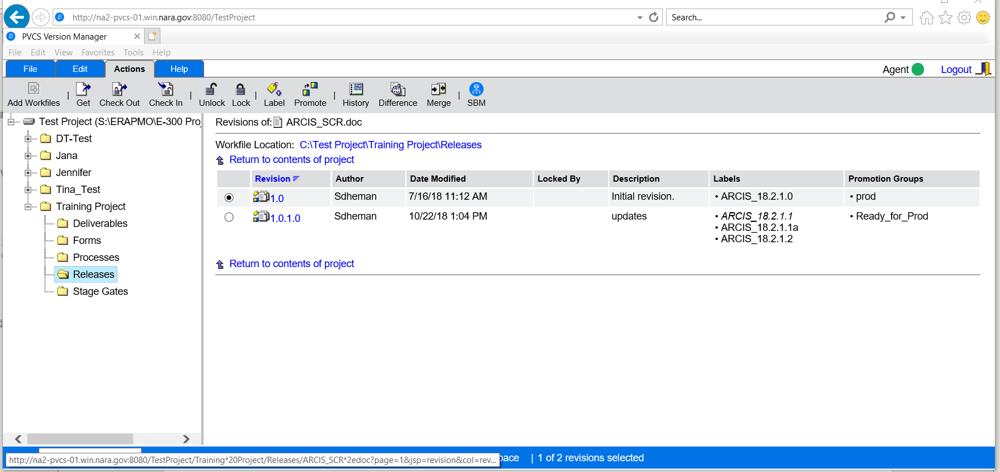 http://na2-pvcs-01.win.nara.gov:8080/TestProject
Search...
PVCS Version Manager
File Edit View Favorites Tools Help
File Edit Actions Help
Agent Logout
Add Workfiles | Get Check Out Check In | Unlock Lock | Label Promote | History Difference Merge | SBM
Test Project (S:\ERAPMO\E-300 Pro
DT-Test
Jana
Jennifer
Tina_Test
Training Project
Deliverables
Forms
Processes
Releases
Stage Gates
Revisions of: ARCIS_SCR.doc
Workfile Location: C:\Test Project\Training Project\Releases
Return to contents of project
Revision Author Date Modified Locked By Description Labels Promotion Groups
1.0 Sdheman 7/16/18 11:12 AM Initial revision. • ARCIS_18.2.1.0 • prod
1.0.1.0 Sdheman 10/22/18 1:04 PM updates • ARCIS_18.2.1.1 • Ready_for_Prod
• ARCIS_18.2.1.1a
• ARCIS_18.2.1.2
Return to contents of project
http://na2-pvcs-01.win.nara.gov:8080/TestProject/Training*20Project/Releases/ARCIS_SCR*2edoc?page=1&jsp=revision&col=rev...
pace | 1 of 2 revisions selected